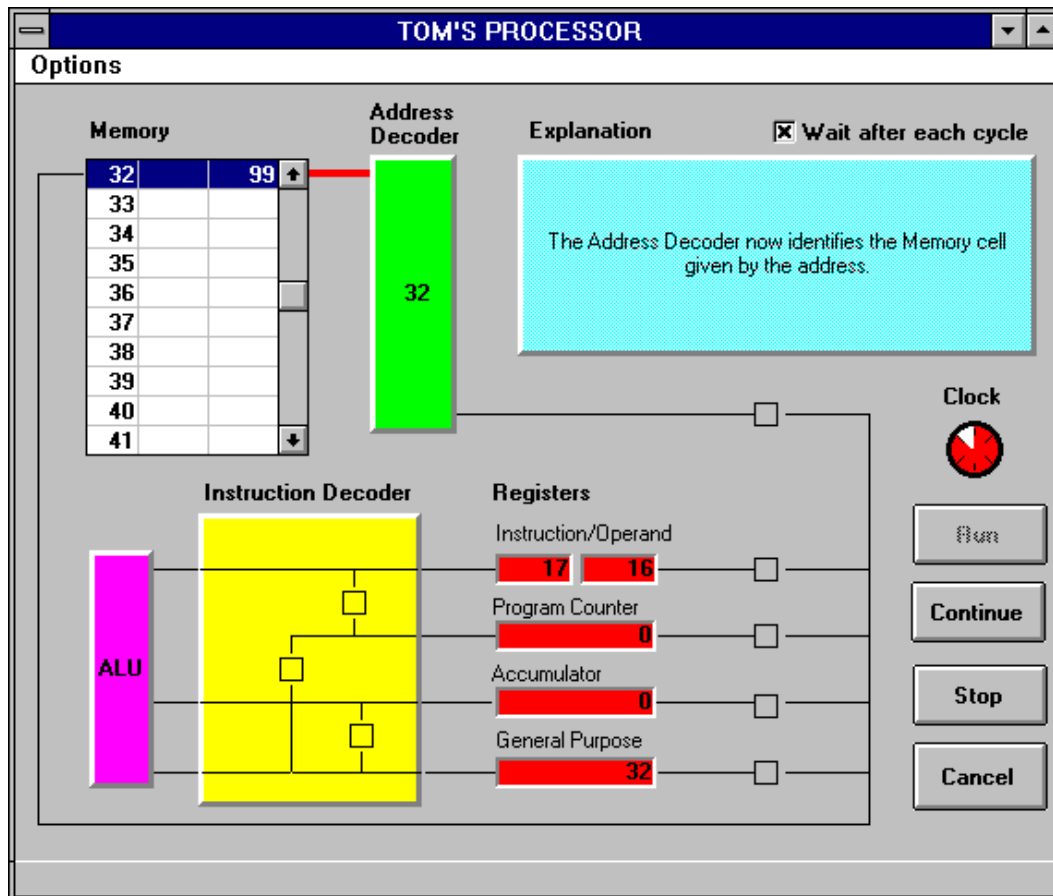 TOM'S PROCESSOR
Options
Memory
Address
Decoder
Explanation
Wait after each cycle
32 99
33
34
35
36
37
38
39
40
41
32
The Address Decoder now identifies the Memory cell
given by the address.
Clock
Instruction Decoder
Registers
Instruction/Operand
17 16
Run
Program Counter
0
Continue
ALU
Accumulator
0
Stop
General Purpose
32
Cancel